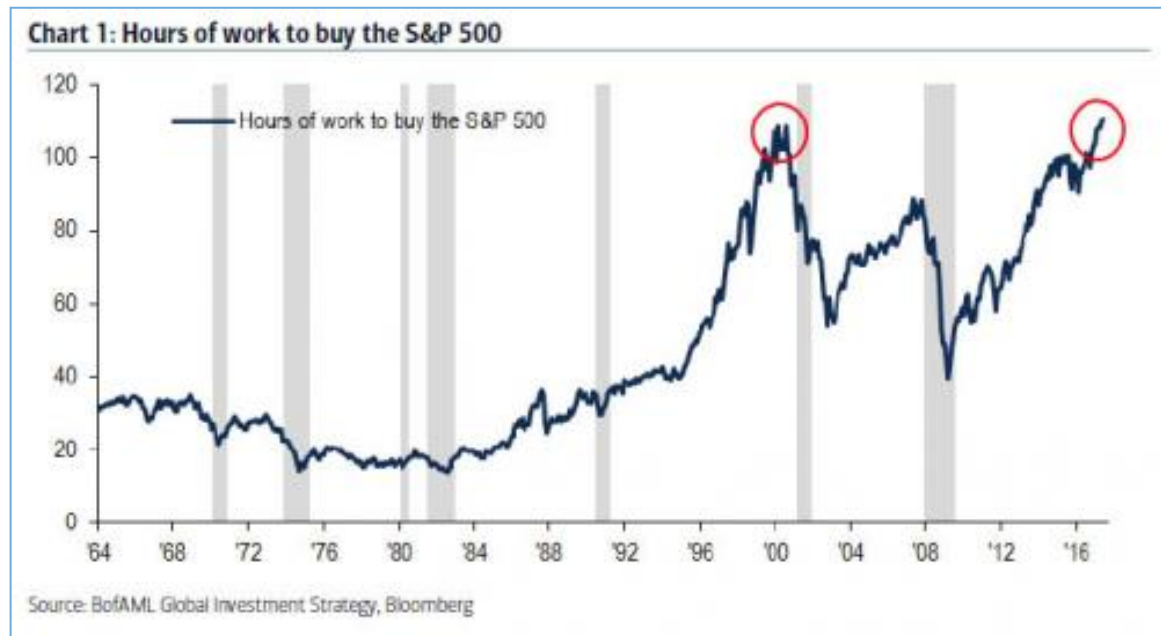 Chart 1: Hours of work to buy the S&P 500
120
Hours of work to buy the S&P 500
100
80
60
40
20
0
'64 '68 '72 '76 '80 '84 '88 '92 '96 '00 '04 '08 '12 '16
Source: BofAML Global Investment Strategy, Bloomberg